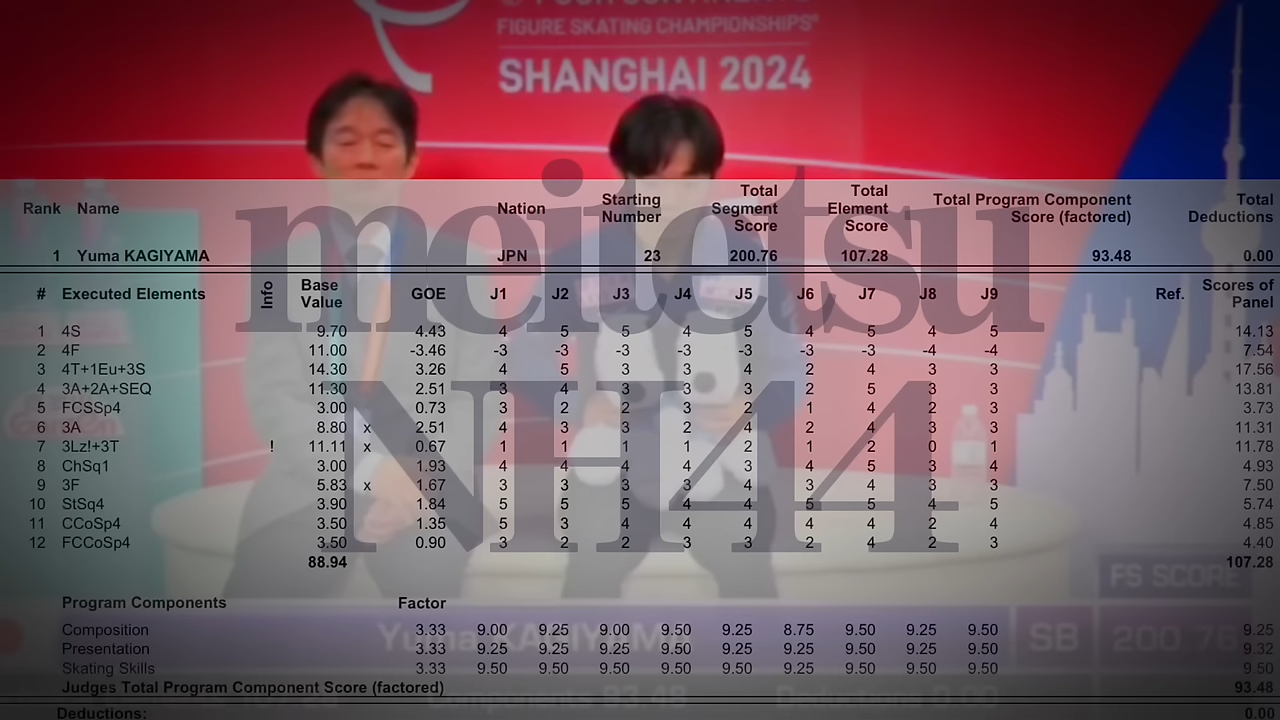 FIGURE SKATING CHAMPIONSHIPS®
SHANGHAI 2024
meitetsu
NH44
Rank Name Nation Starting Number Total Segment Score Total Element Score Total Program Component Score (factored) Total Deductions
1 Yuma KAGIYAMA JPN 23 200.76 107.28 93.48 0.00
# Executed Elements Info Base Value GOE J1 J2 J3 J4 J5 J6 J7 J8 J9 Ref. Scores of Panel
1 4S 9.70 4.43 4 5 5 4 5 4 5 4 5 14.13
2 4F 11.00 -3.46 -3 -3 -3 -3 -3 -3 -3 -4 -4 7.54
3 4T+1Eu+3S 14.30 3.26 4 5 3 3 4 2 4 3 3 17.56
4 3A+2A+SEQ 11.30 2.51 3 4 3 3 3 2 5 3 3 13.81
5 FCSSp4 3.00 0.73 3 2 2 3 2 1 4 2 3 3.73
6 3A 8.80 x 2.51 4 3 3 2 4 2 4 3 3 11.31
7 3Lz!+3T ! 11.11 x 0.67 1 1 1 1 2 1 2 0 1 11.78
8 ChSq1 3.00 1.93 4 4 4 4 3 4 5 3 4 4.93
9 3F 5.83 x 1.67 3 3 3 3 3 2 4 3 3 7.50
10 StSq4 3.90 1.84 5 5 5 4 4 5 5 4 5 5.74
11 CCoSp4 3.50 1.35 5 3 4 4 4 4 4 2 4 4.85
12 FCCoSp4 3.50 0.90 3 2 2 3 3 2 4 2 3 4.40
88.94 107.28
FS SCORE
Program Components Factor
Composition 3.33 9.00 9.25 9.00 9.50 9.25 8.75 9.50 9.25 9.50 9.25
Presentation 3.33 9.25 9.25 9.25 9.50 9.25 9.25 9.50 9.25 9.50 9.32
Skating Skills 3.33 9.50 9.50 9.50 9.50 9.50 9.25 9.50 9.50 9.50 9.50
Yuma KAGIYAMA SB 200.76
Judges Total Program Component Score (factored) 93.48
Components 93.48 Deductions 0.00
Deductions: 0.00